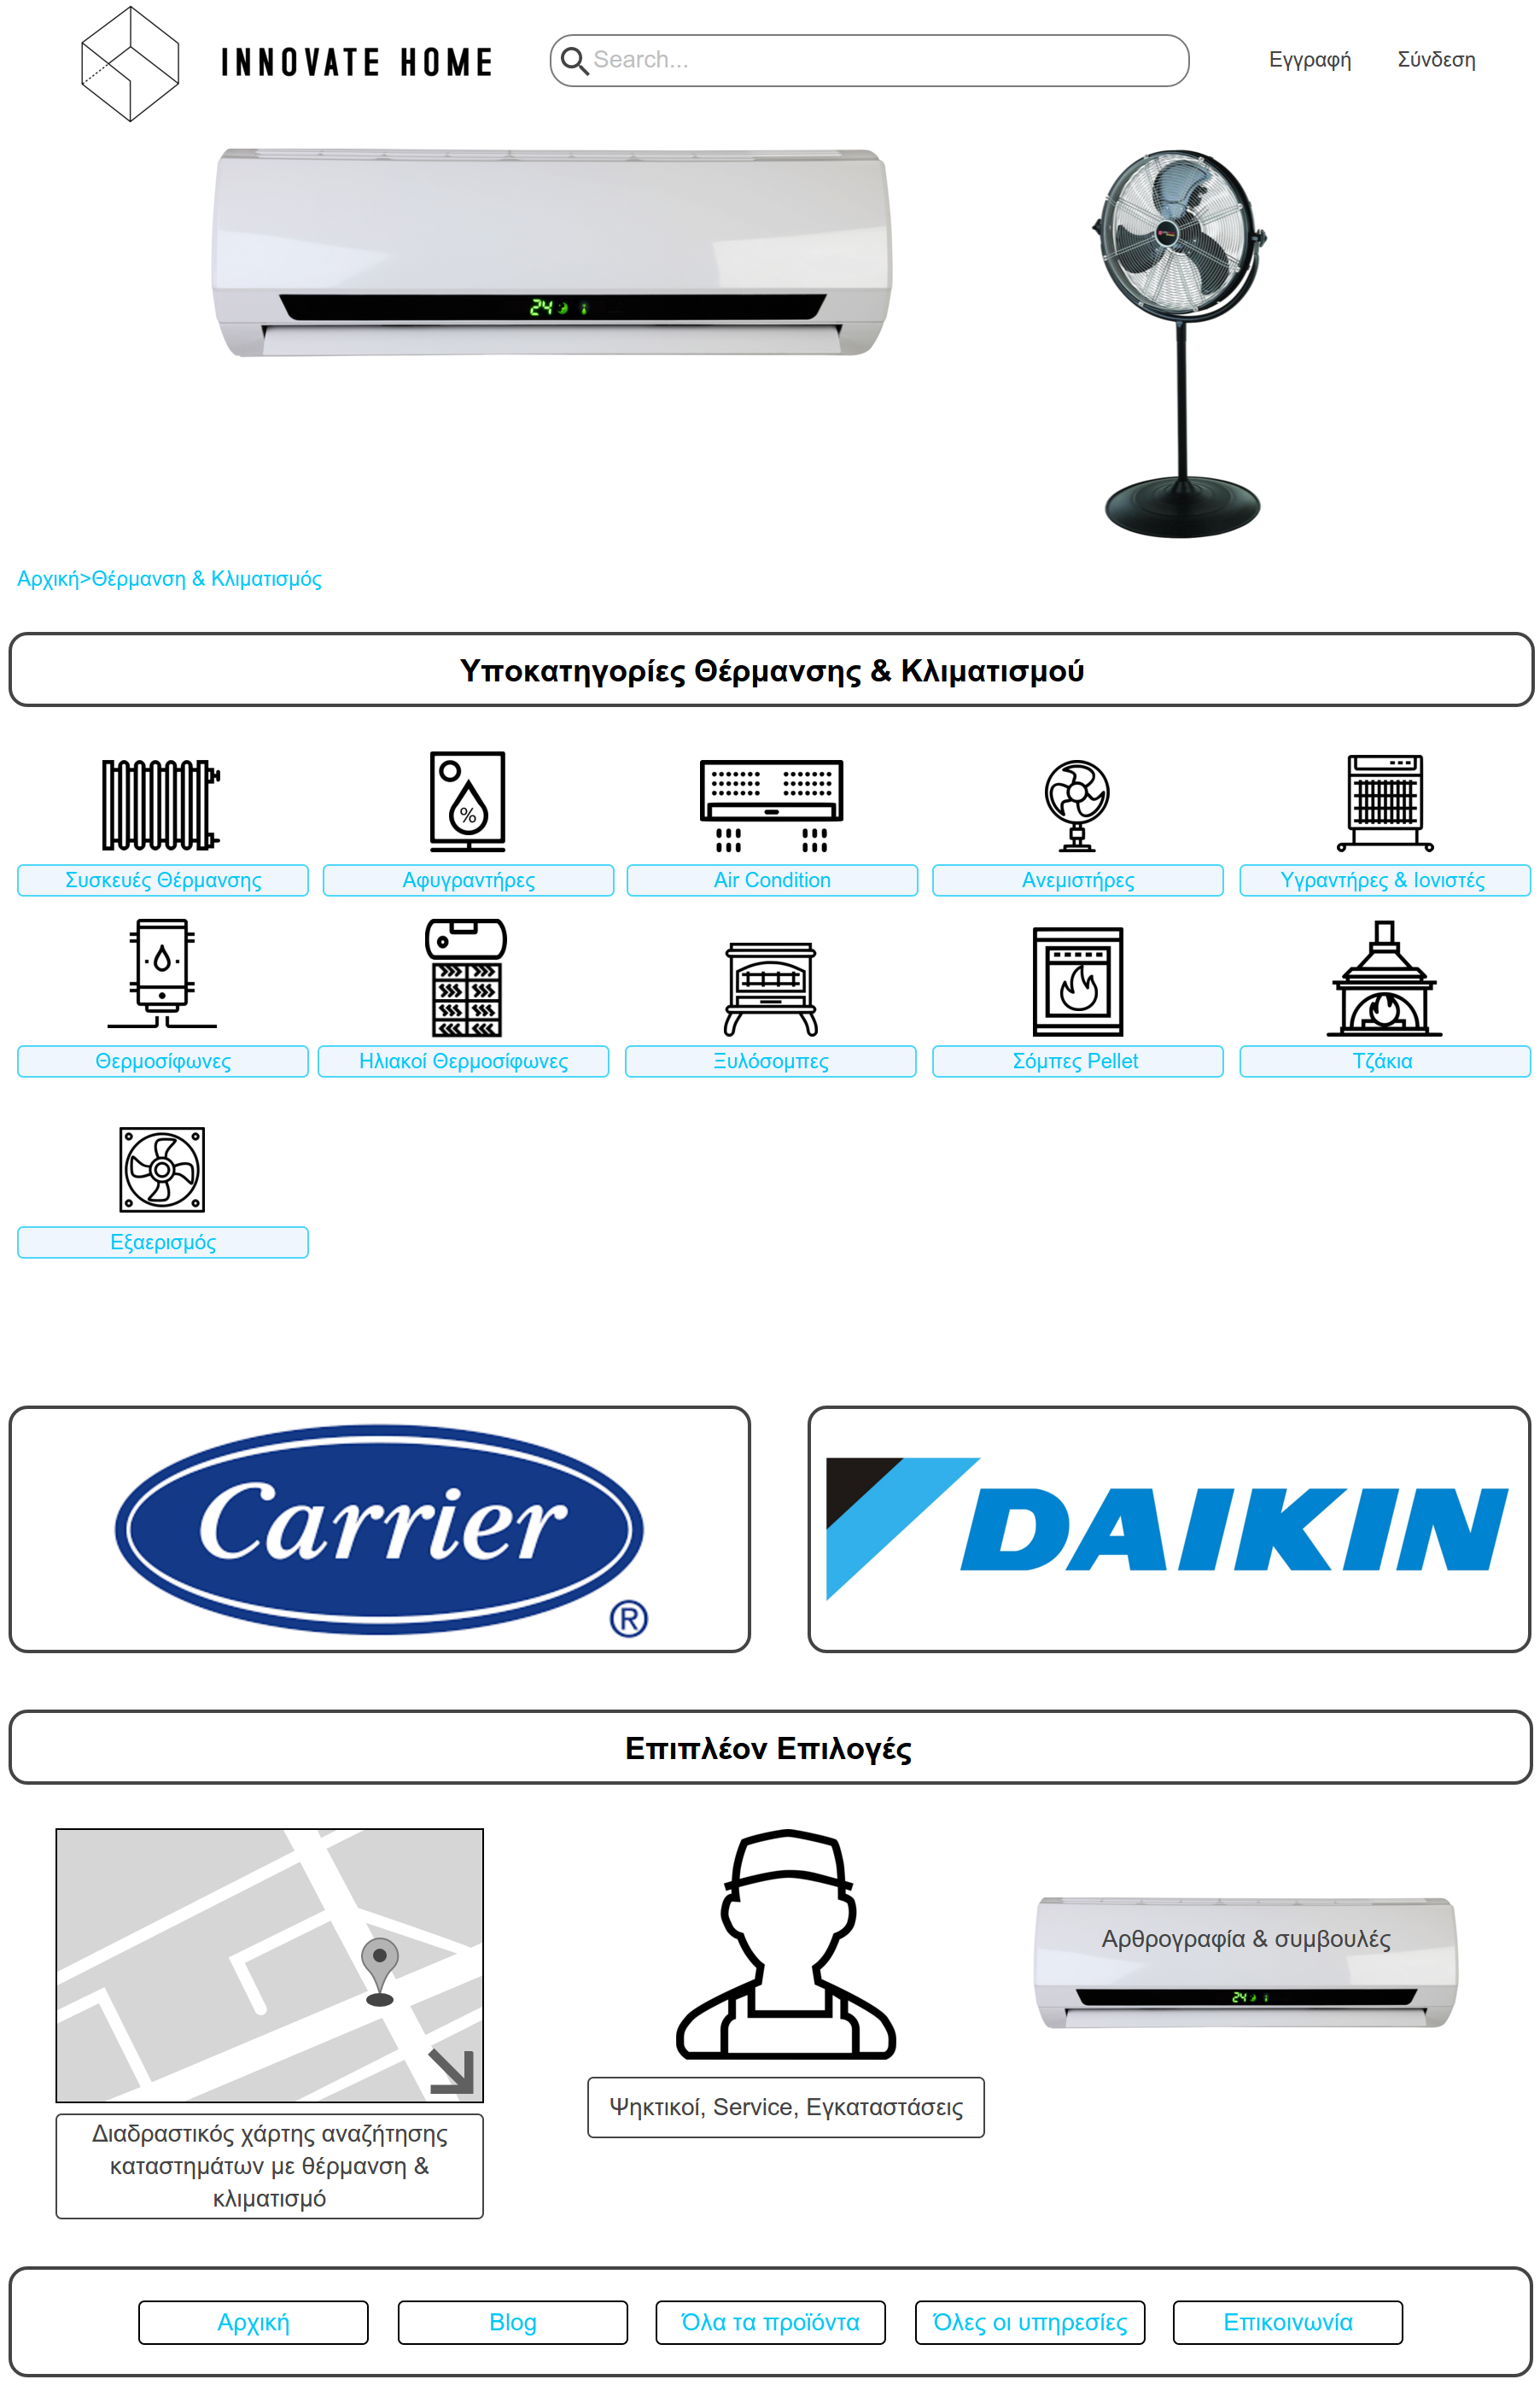 INNOVATE HOME
Search...
Εγγραφή
Σύνδεση
24
Αρχική>Θέρμανση & Κλιματισμός
Υποκατηγορίες Θέρμανσης & Κλιματισμού
%
Συσκευές Θέρμανσης
Αφυγραντήρες
Air Condition
Ανεμιστήρες
Υγραντήρες & Ιονιστές
Θερμοσίφωνες
Ηλιακοί Θερμοσίφωνες
Ξυλόσομπες
Σόμπες Pellet
Τζάκια
Εξαερισμός
Carrier
®
DAIKIN
Επιπλέον Επιλογές
Αρθρογραφία & συμβουλές
24
Ψηκτικοί, Service, Εγκαταστάσεις
Διαδραστικός χάρτης αναζήτησης
καταστημάτων με θέρμανση &
κλιματισμό
Αρχική
Blog
Όλα τα προϊόντα
Όλες οι υπηρεσίες
Επικοινωνία